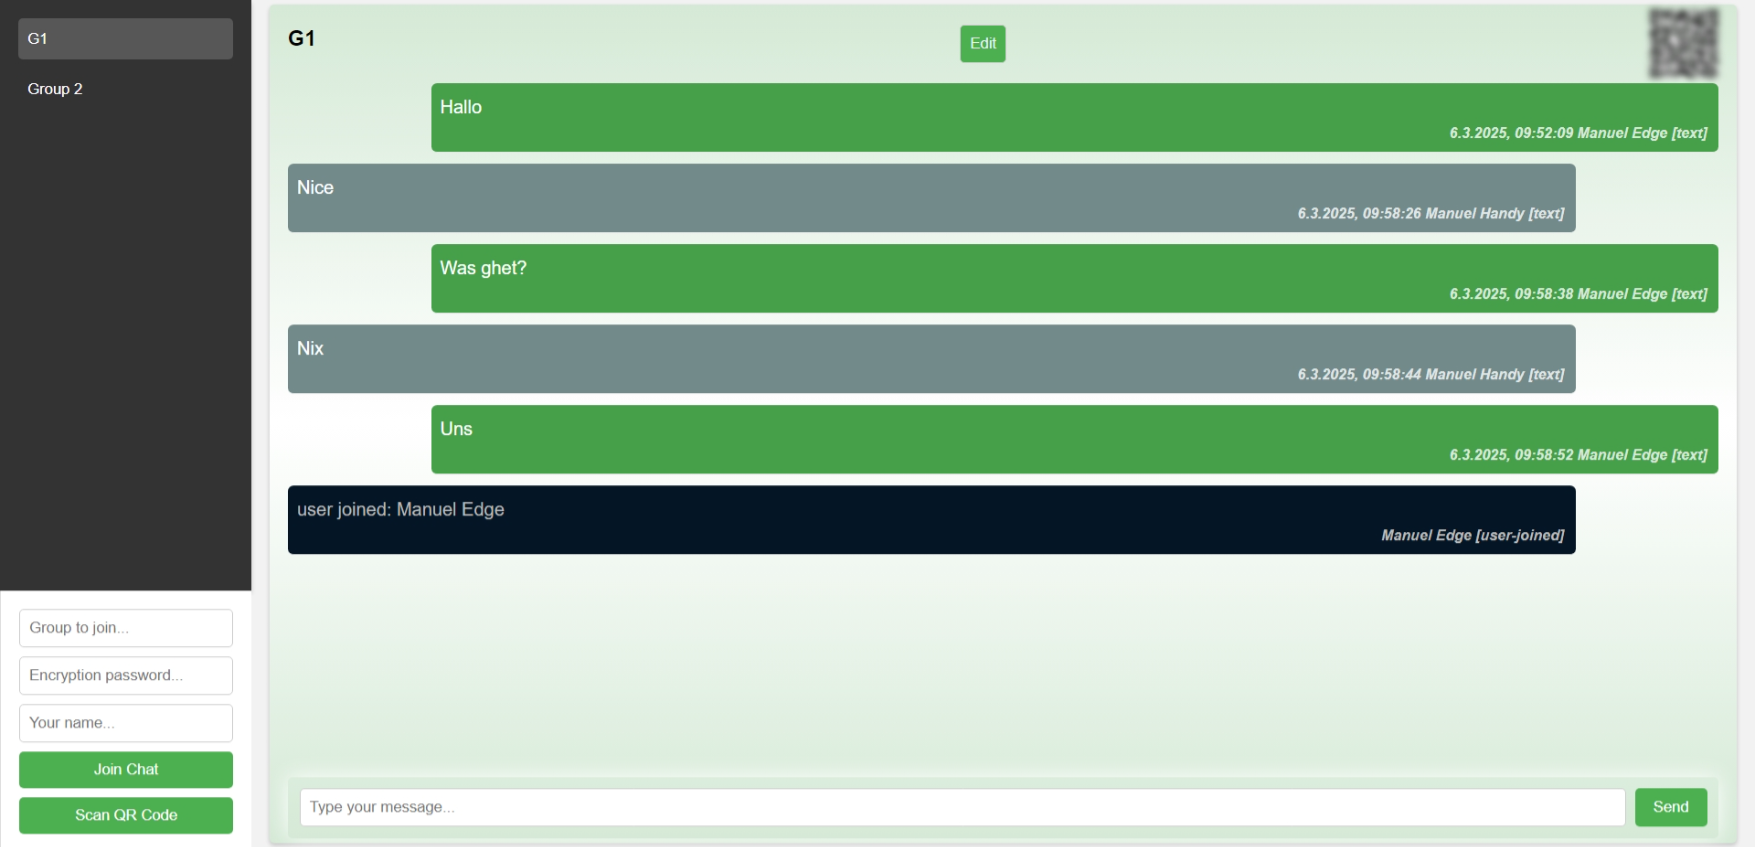 G1
Group 2
Group to join...
Encryption password...
Your name...
Join Chat
Scan QR Code
G1
Edit
Hallo
6.3.2025, 09:52:09 Manuel Edge [text]
Nice
6.3.2025, 09:58:26 Manuel Handy [text]
Was ghet?
6.3.2025, 09:58:38 Manuel Edge [text]
Nix
6.3.2025, 09:58:44 Manuel Handy [text]
Uns
6.3.2025, 09:58:52 Manuel Edge [text]
user joined: Manuel Edge
Manuel Edge [user-joined]
Type your message...
Send